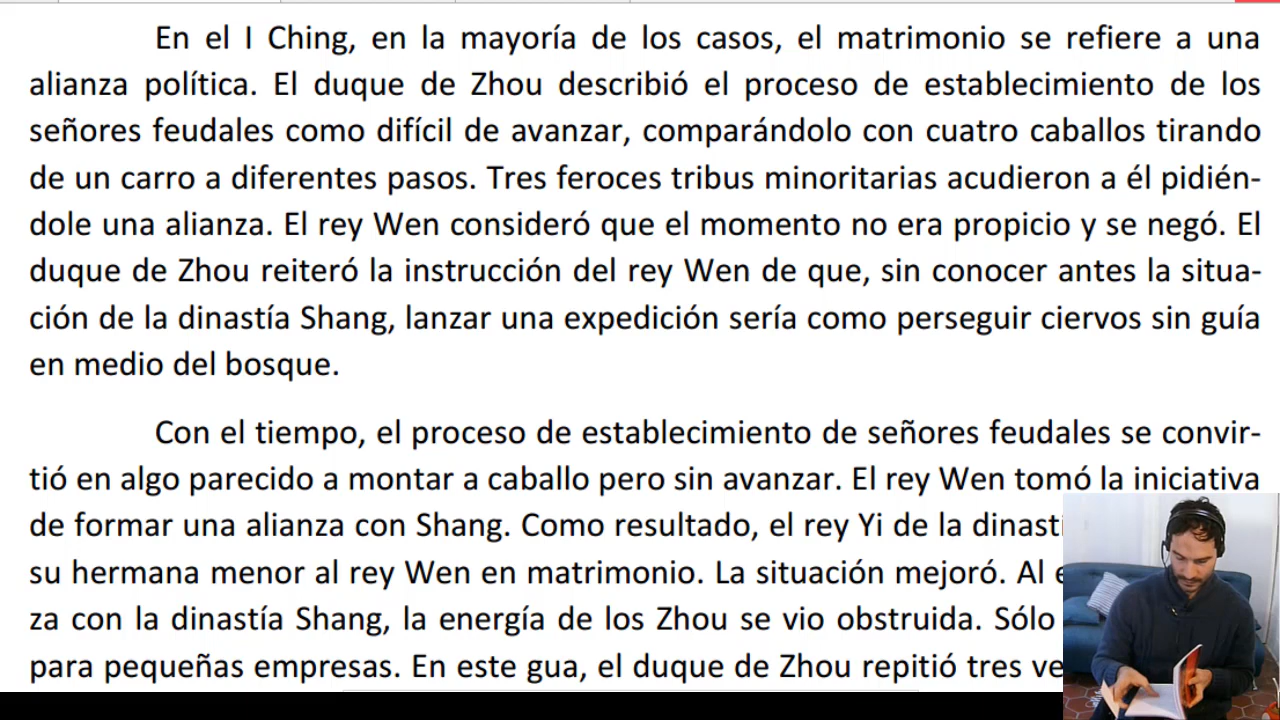 En el I Ching, en la mayoría de los casos, el matrimonio se refiere a una
alianza política. El duque de Zhou describió el proceso de establecimiento de los
señores feudales como difícil de avanzar, comparándolo con cuatro caballos tirando
de un carro a diferentes pasos. Tres feroces tribus minoritarias acudieron a él pidién-
dole una alianza. El rey Wen consideró que el momento no era propicio y se negó. El
duque de Zhou reiteró la instrucción del rey Wen de que, sin conocer antes la situa-
ción de la dinastía Shang, lanzar una expedición sería como perseguir ciervos sin guía
en medio del bosque.
Con el tiempo, el proceso de establecimiento de señores feudales se convir-
tió en algo parecido a montar a caballo pero sin avanzar. El rey Wen tomó la iniciativa
de formar una alianza con Shang. Como resultado, el rey Yi de la
su hermana menor al rey Wen en matrimonio. La situación mejoró. Al
za con la dinastía Shang, la energía de los Zhou se vio obstruida. Sólo
para pequeñas empresas. En este gua, el duque de Zhou repitió tres